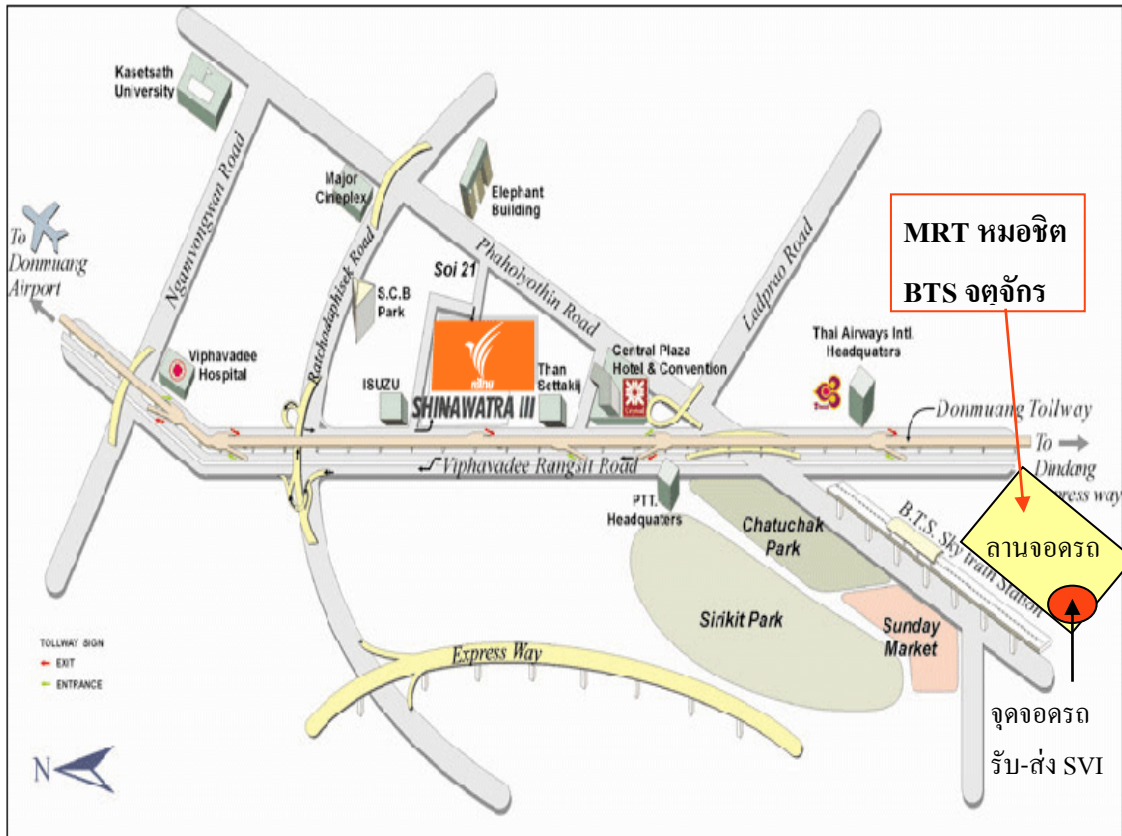 Kasetsath
University
Ngamvongwan Road
To
Donmuang
Airport
Major
Cineplex
Elephant
Building
Ratchodaphisek Road
Phaholyothin Road
Soi 21
S.C.B
Park
Ladprao Road
MRT หมอชิต
BTS จตุจักร
Viphavadee
Hospital
ISUZU
SHINAWATRA III
Than
Settakij
Central Plaza
Hotel & Convention
Thai Airways Intl.
Headquaters
Donmuang Tollway
To
Dindang
press way
Viphavadee Rangsit Road
PTT.
Headquaters
Chatuchak
Park
B.T.S. Sky train Station
ลานจอดรถ
Sirikit Park
Sunday
Market
TOLLWAY SIGN
EXIT
ENTRANCE
Express Way
จุดจอดรถ
รับ-ส่ง SVI
N